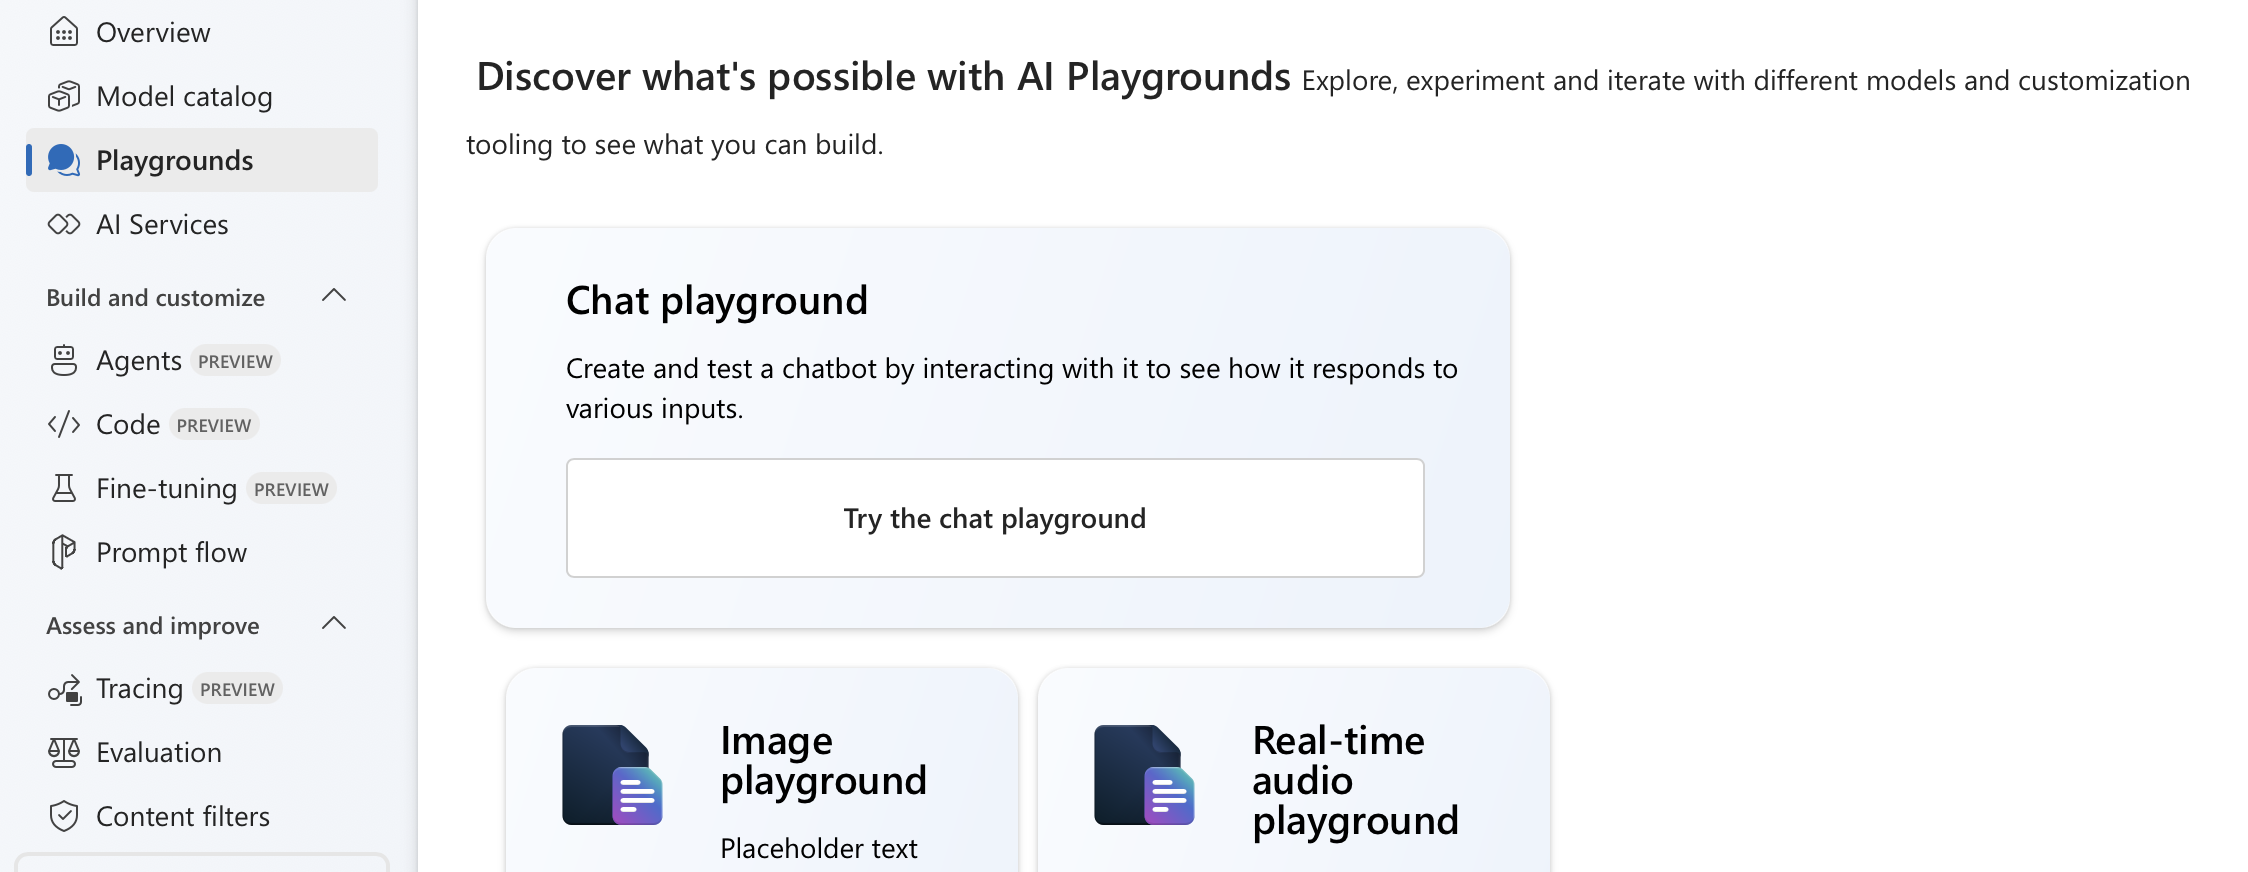 Overview
Model catalog
Playgrounds
AI Services
Build and customize
Agents PREVIEW
Code PREVIEW
Fine-tuning PREVIEW
Prompt flow
Assess and improve
Tracing PREVIEW
Evaluation
Content filters
Discover what's possible with AI Playgrounds Explore, experiment and iterate with different models and customization
tooling to see what you can build.
Chat playground
Create and test a chatbot by interacting with it to see how it responds to
various inputs.
Try the chat playground
Image
playground
Placeholder text
Real-time
audio
playground